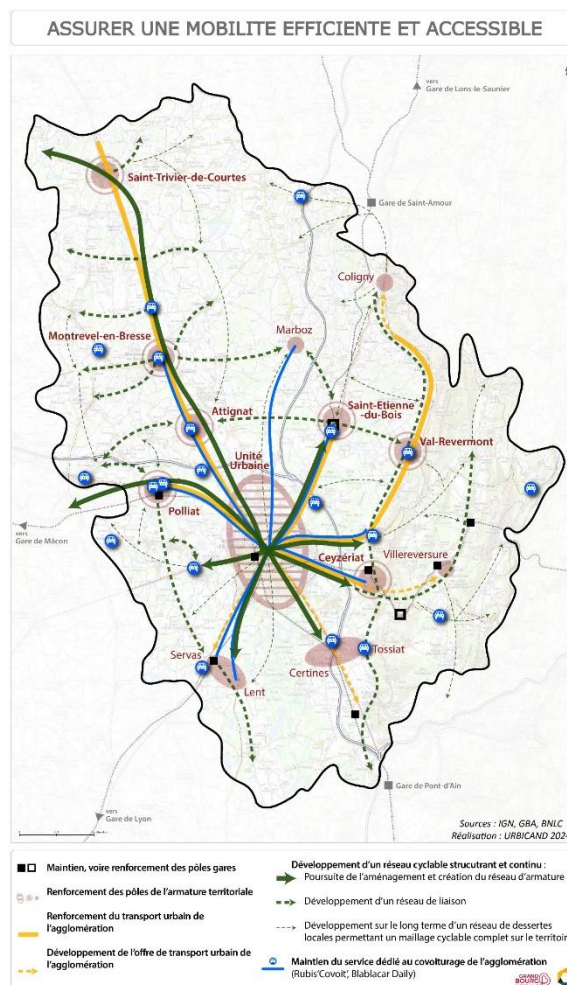 ASSURER UNE MOBILITE EFFICIENTE ET ACCESSIBLE
vers
Gare de Lons-le-Saunier
Saint-Trivier-de-Courtes
Gare de Saint-Amour
Coligny
Marboz
Montrevel-en-Bresse
Saint-Etienne
-du-Bois
Attignat
Val-Revermont
Unité
Urbaine
Polliat
vers
Gare de Mâcon
Ceyzériat
Villereversure
Servas
Tossiat
Certines
Lent
Gare de Pont-d'Ain
vers
Gare de Lyon
Sources : IGN, GBA, BNLC
Réalisation : URBICAND 2024
Maintien, voire renforcement des pôles gares
Renforcement des pôles de l'armature territoriale
Renforcement du transport urbain de
l'agglomération
Développement de l'offre de transport urbain de
l'agglomération
Développement d'un réseau cyclable strucutrant et continu :
Poursuite de l'aménagement et création du réseau d'armature
Développement d'un réseau de liaison
Développement sur le long terme d'un réseau de dessertes
locales permettant un maillage cyclable complet sur le territoi
Maintien du service dédié au covoiturage de l'agglomération
(Rubis'Covoit', Blablacar Daily)
GRAND
BOURG